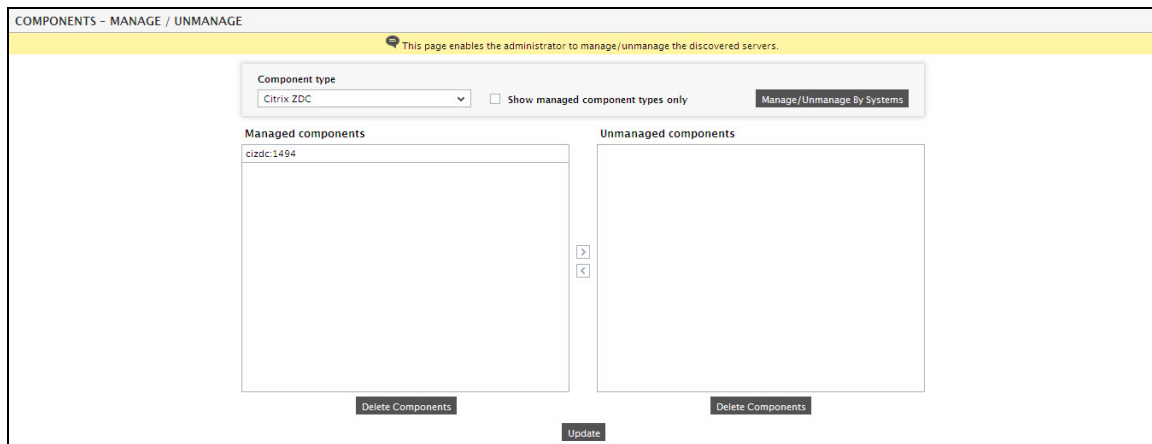 COMPONENTS - MANAGE / UNMANAGE
This page enables the administrator to manage/unmanage the discovered servers.
Component type
Citrix ZDC
Show managed component types only
Manage/Unmanage By Systems
Managed components
Unmanaged components
cizdc:1494
>
<
Delete Components
Delete Components
Update